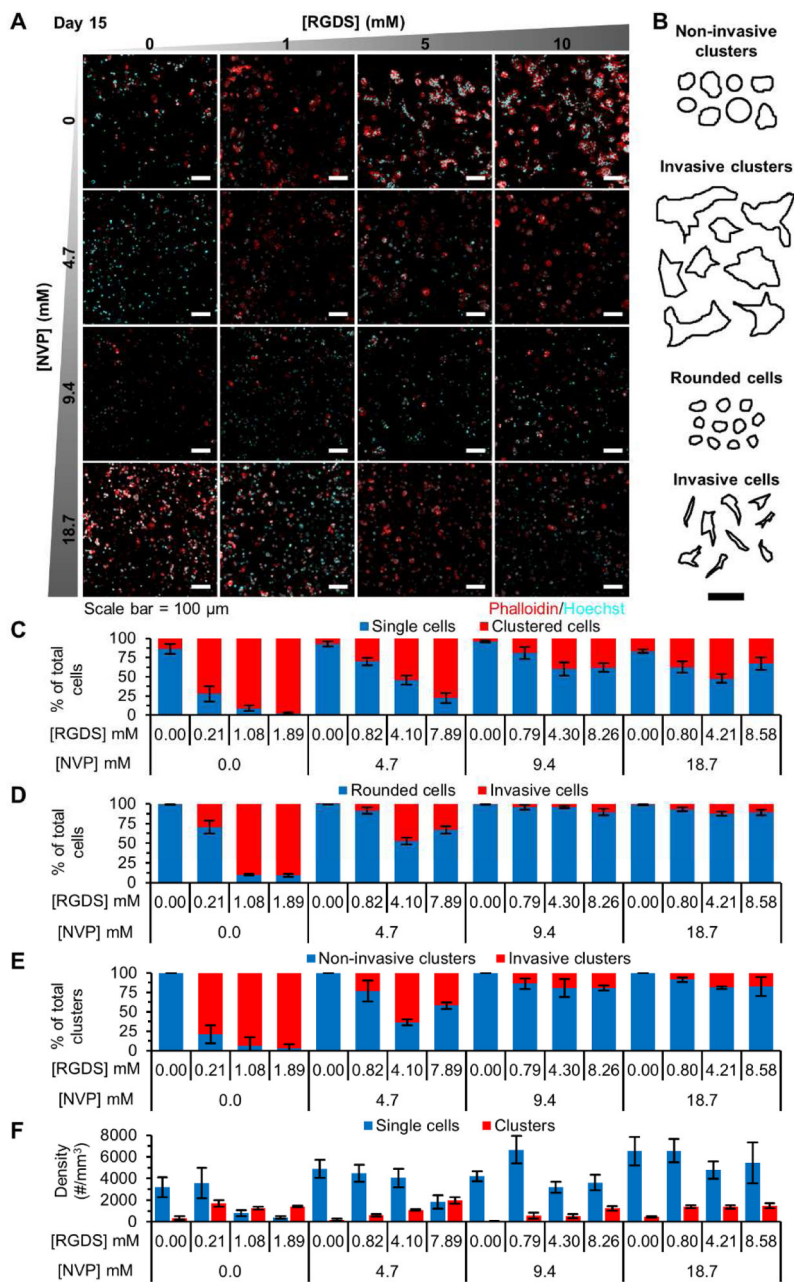 A Day 15 [RGDS] (mM)
0 1 5 10
[NVP] (mM)
0
4.7
9.4
18.7
Scale bar = 100 µm Phalloidin/Hoechst
B Non-invasive
clusters
Invasive clusters
Rounded cells
Invasive cells
C Single cells Clustered cells
% of total
cells
100
75
50
25
0
[RGDS] mM 0.00 0.21 1.08 1.89 0.00 0.82 4.10 7.89 0.00 0.79 4.30 8.26 0.00 0.80 4.21 8.58
[NVP] mM 0.0 4.7 9.4 18.7
D Rounded cells Invasive cells
% of total
cells
100
75
50
25
0
[RGDS] mM 0.00 0.21 1.08 1.89 0.00 0.82 4.10 7.89 0.00 0.79 4.30 8.26 0.00 0.80 4.21 8.58
[NVP] mM 0.0 4.7 9.4 18.7
E Non-invasive clusters Invasive clusters
% of total
clusters
100
75
50
25
0
[RGDS] mM 0.00 0.21 1.08 1.89 0.00 0.82 4.10 7.89 0.00 0.79 4.30 8.26 0.00 0.80 4.21 8.58
[NVP] mM 0.0 4.7 9.4 18.7
F Single cells Clusters
Density
(#/mm³)
8000
6000
4000
2000
0
[RGDS] mM 0.00 0.21 1.08 1.89 0.00 0.82 4.10 7.89 0.00 0.79 4.30 8.26 0.00 0.80 4.21 8.58
[NVP] mM 0.0 4.7 9.4 18.7